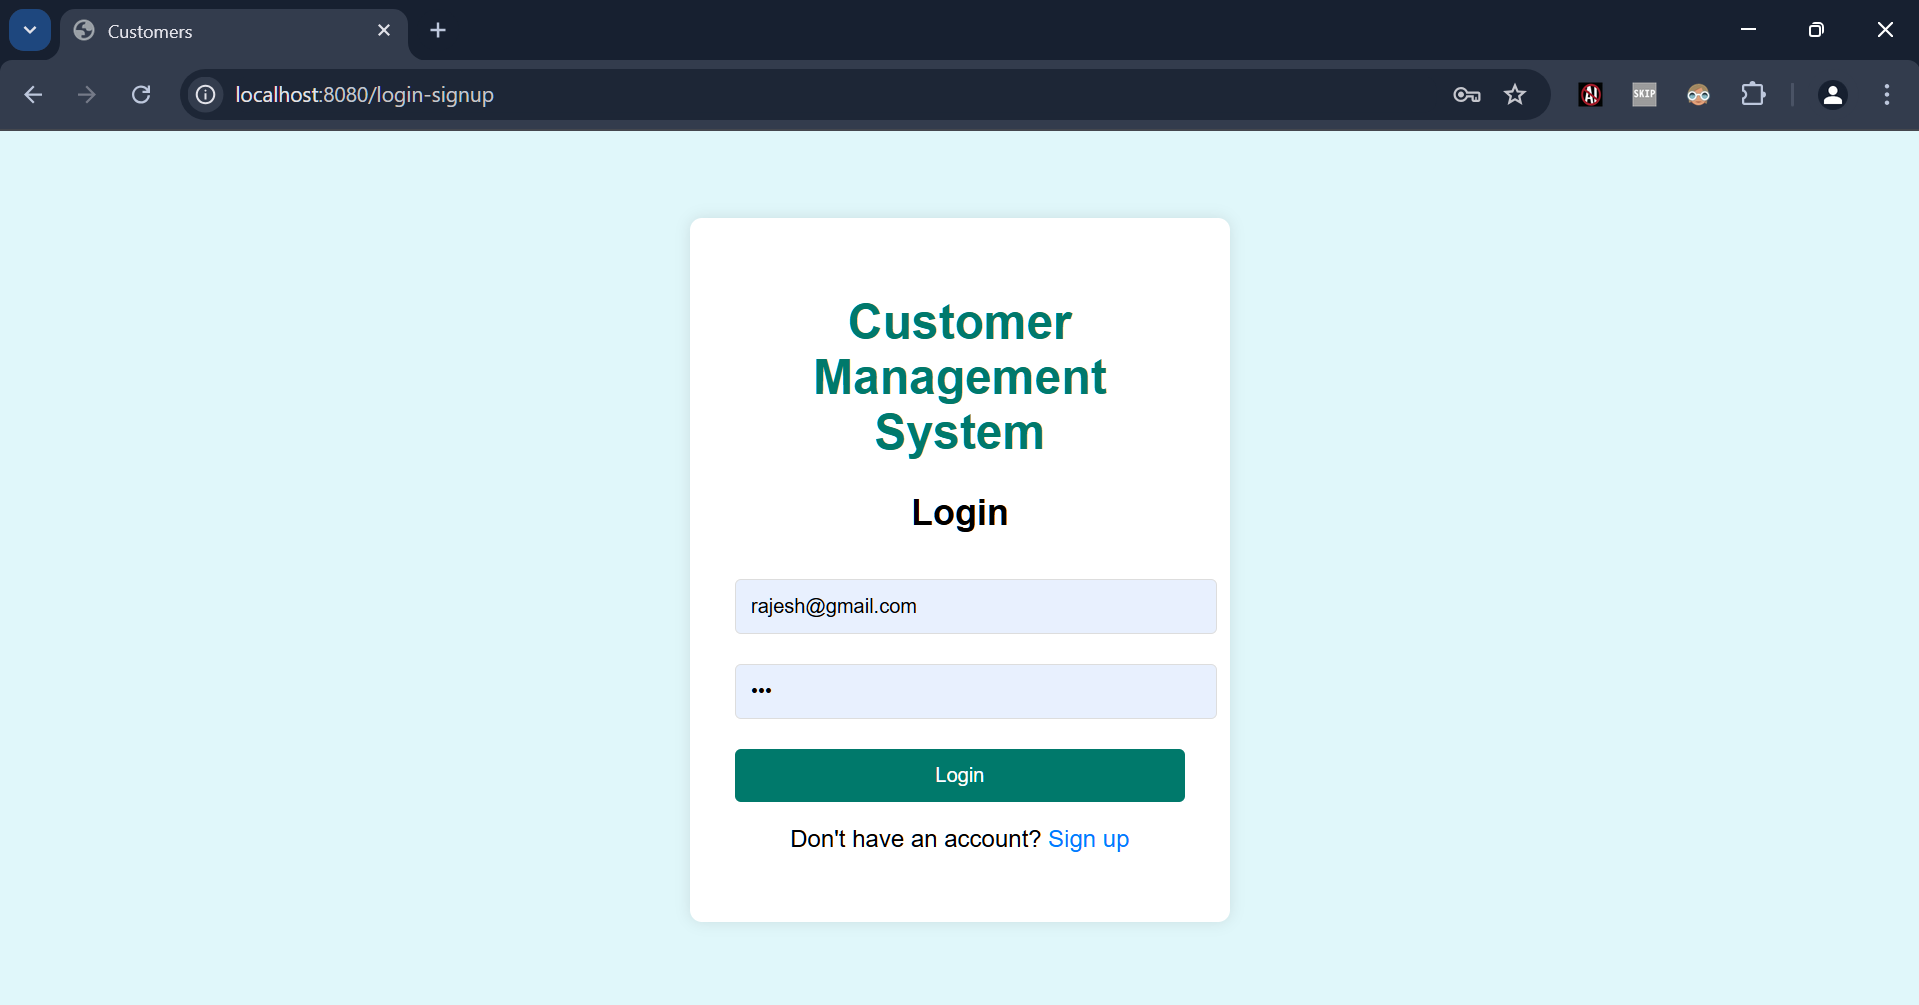 Customers
localhost:8080/login-signup
SKIP
Customer
Management
System
Login
rajesh@gmail.com
•••
Login
Don't have an account? Sign up